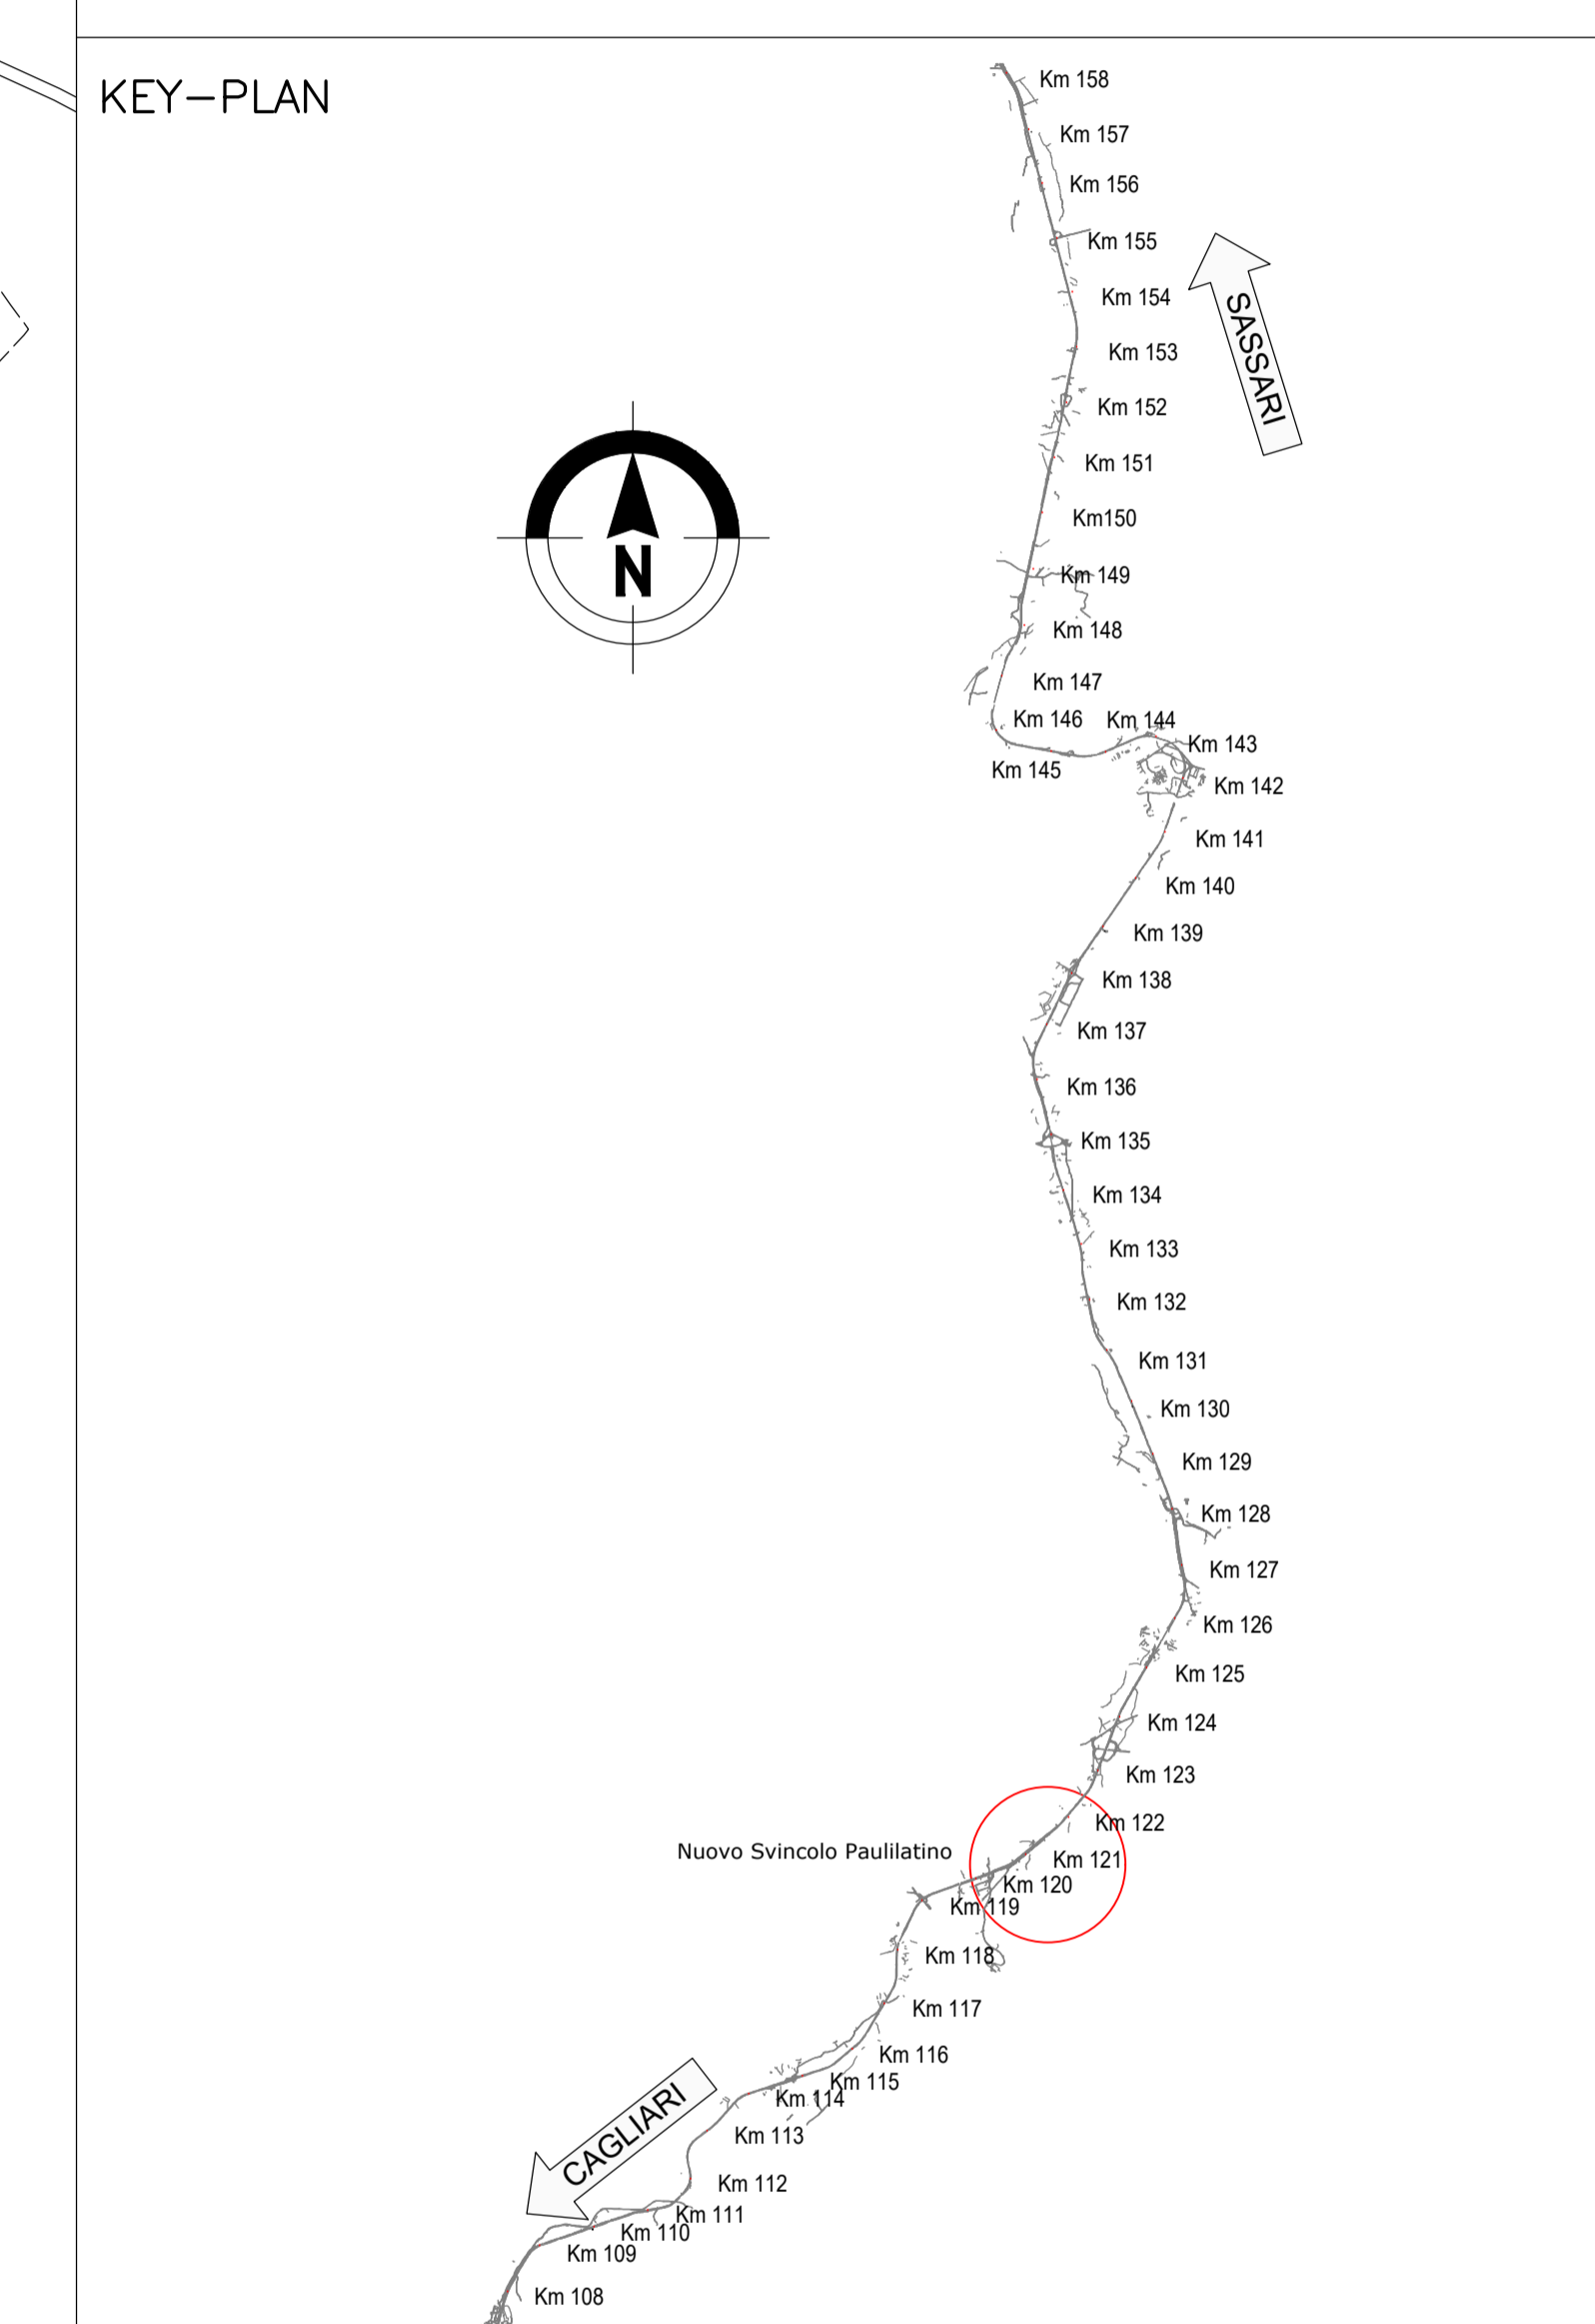 KEY-PLAN
Km 158
Km 157
Km 156
Km 155
Km 154
SASSARI
Km 153
Km 152
Km 151
Km150
N
Km 149
Km 148
Km 147
Km 146
Km 144
Km 143
Km 145
Km 142
Km 141
Km 140
Km 139
Km 138
Km 137
Km 136
Km 135
Km 134
Km 133
Km 132
Km 131
Km 130
Km 129
Km 128
Km 127
Km 126
Km 125
Km 124
Km 123
Km 122
Nuovo Svincolo Paulilatino
Km 121
Km 120
Km 119
Km 118
Km 117
Km 116
Km 115
Km 114
Km 113
CAGLIARI
Km 112
Km 111
Km 110
Km 109
Km 108